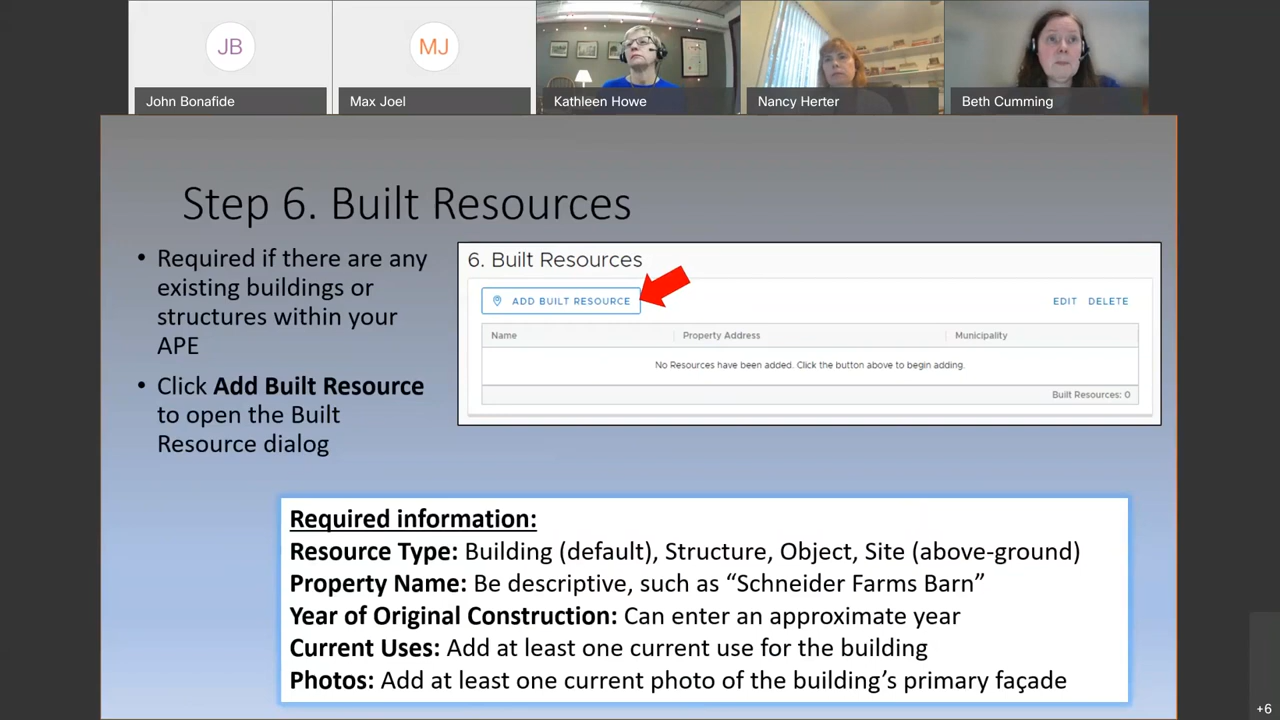 JB
MJ
John Bonafide
Max Joel
Kathleen Howe
Nancy Herter
Beth Cumming
Step 6. Built Resources
• Required if there are any
existing buildings or
structures within your
APE
• Click Add Built Resource
to open the Built
Resource dialog
6. Built Resources
ADD BUILT RESOURCE
EDIT DELETE
Name Property Address Municipality
No Resources have been added. Click the button above to begin adding.
Built Resources: 0
Required information:
Resource Type: Building (default), Structure, Object, Site (above-ground)
Property Name: Be descriptive, such as “Schneider Farms Barn”
Year of Original Construction: Can enter an approximate year
Current Uses: Add at least one current use for the building
Photos: Add at least one current photo of the building’s primary façade
+6